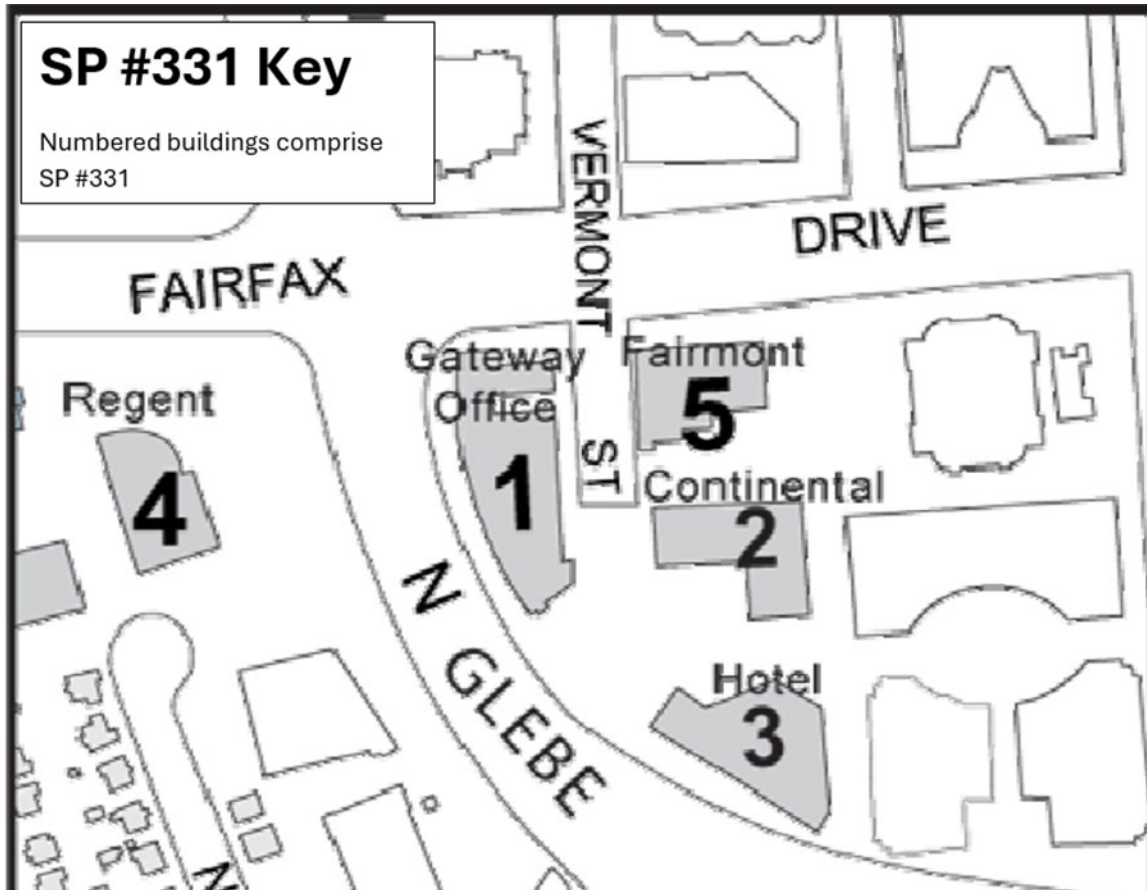 SP #331 Key
Numbered buildings comprise
SP #331
VERMONT
DRIVE
FAIRFAX
Gateway
Office
Fairmont
Regent
5
ST
1
4
Continental
2
N
GLEBE
Hotel
3
N